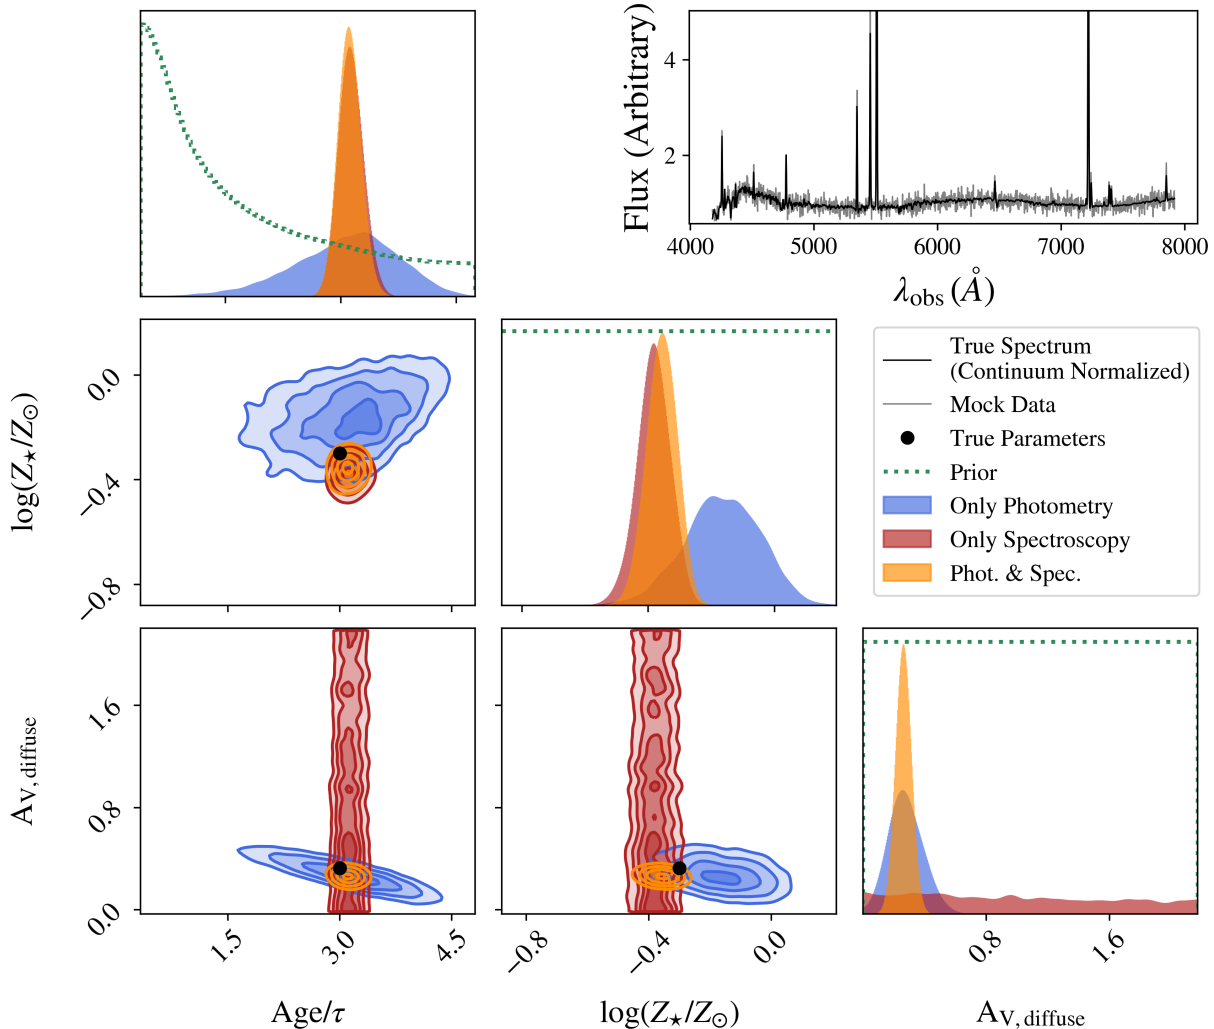 Flux (Arbitrary)
4
2
4000 5000 6000 7000 8000
λobs (Å)
True Spectrum
(Continuum Normalized)
Mock Data
True Parameters
Prior
Only Photometry
Only Spectroscopy
Phot. & Spec.
log(Z★/Z⊙)
0.0
−0.4
−0.8
AV, diffuse
1.6
0.8
0.0
1.5 3.0 4.5
−0.8 −0.4 0.0
0.8 1.6
Age/τ
log(Z★/Z⊙)
AV, diffuse